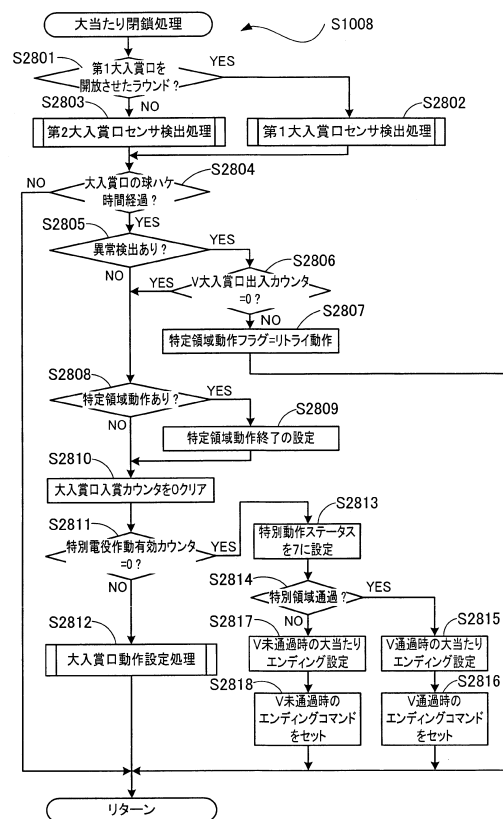 大当たり閉鎖処理
S1008
S2801
第1大入賞口を
開放させたラウンド?
YES
NO
S2803
第2大入賞口センサ検出処理
S2802
第1大入賞口センサ検出処理
S2804
大入賞口の球ハケ
時間経過?
NO
YES
S2805
異常検出あり?
YES
NO
S2806
V大入賞口出入カウンタ
=0?
YES
NO
S2807
特定領域動作フラグ=リトライ動作
S2808
特定領域動作あり?
YES
NO
S2809
特定領域動作終了の設定
S2810
大入賞口入賞カウンタを0クリア
S2811
特別電役作動有効カウンタ
=0?
YES
NO
S2812
大入賞口動作設定処理
S2813
特別動作ステータス
を7に設定
S2814
特別領域通過?
YES
NO
S2817
V未通過時の大当たり
エンディング設定
S2815
V通過時の大当たり
エンディング設定
S2818
V未通過時の
エンディングコマンド
をセット
S2816
V通過時の
エンディングコマンド
をセット
リターン